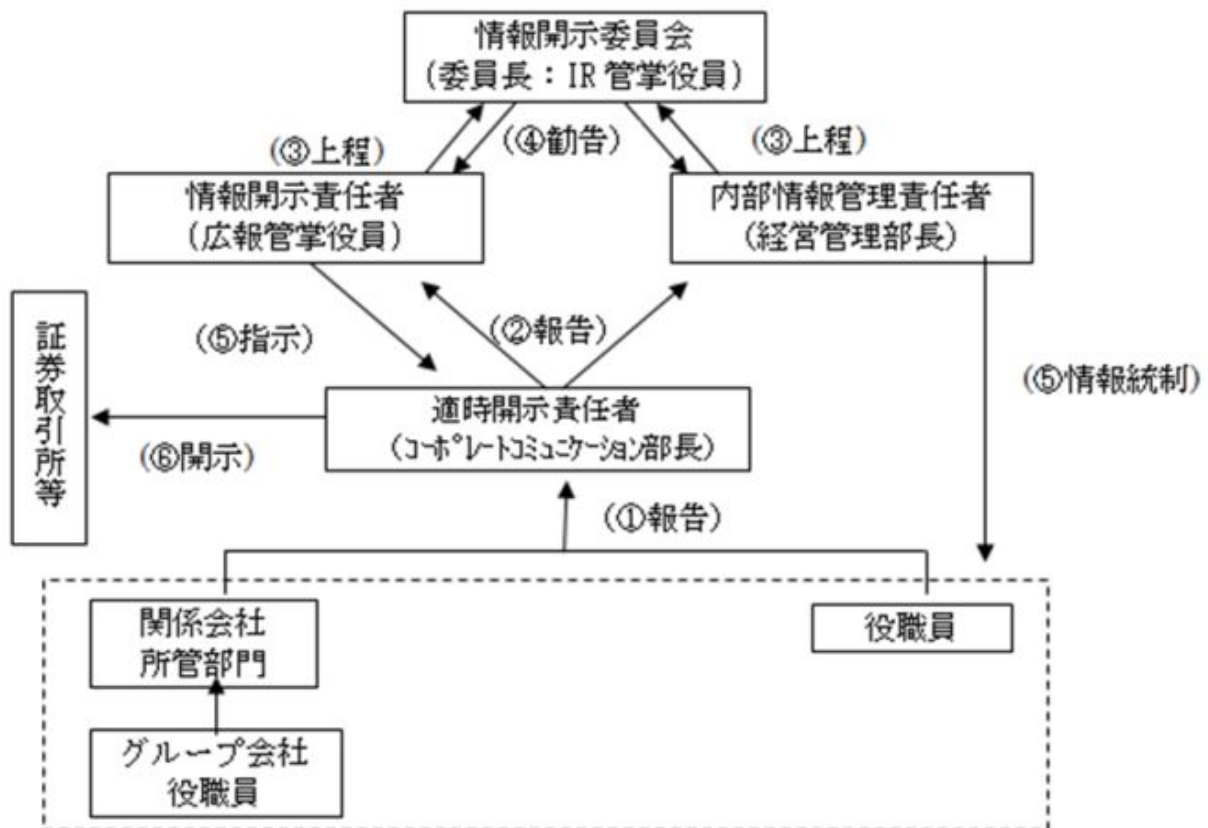 情報開示委員会
(委員長：IR 管掌役員)
(③上程)
(④勧告)
(③上程)
情報開示責任者
(広報管掌役員)
内部情報管理責任者
(経営管理部長)
証券取引所等
(⑤指示)
(②報告)
(⑤情報統制)
適時開示責任者
(ｺｰﾎﾟﾚｰﾄｺﾐｭﾆｹｰｼｮﾝ部長)
(⑥開示)
(①報告)
関係会社
所管部門
役職員
グループ会社
役職員